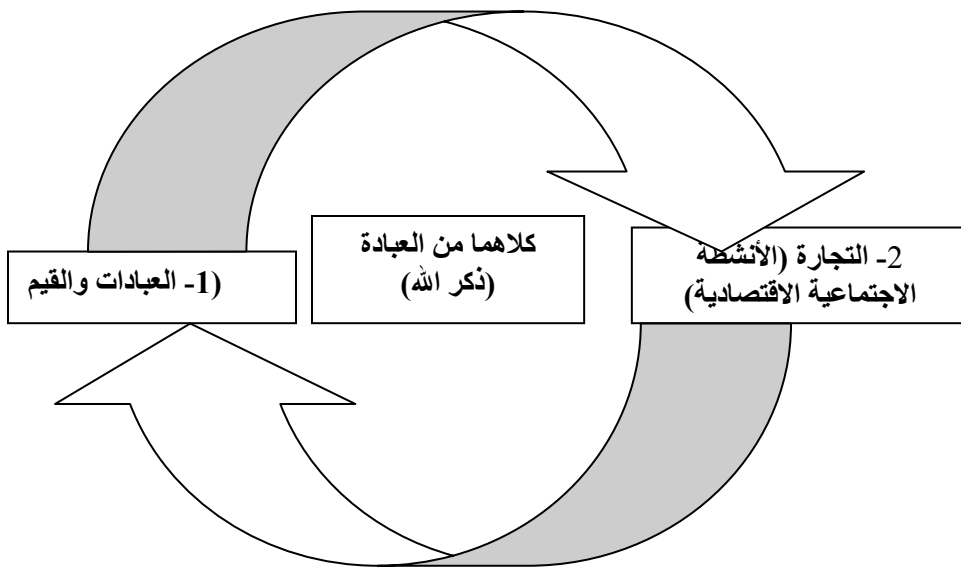 2- التجارة (الأنشطة
الاجتماعية الاقتصادية)
كلاهما من العبادة
(ذكر الله)
(1- العبادات والقيم